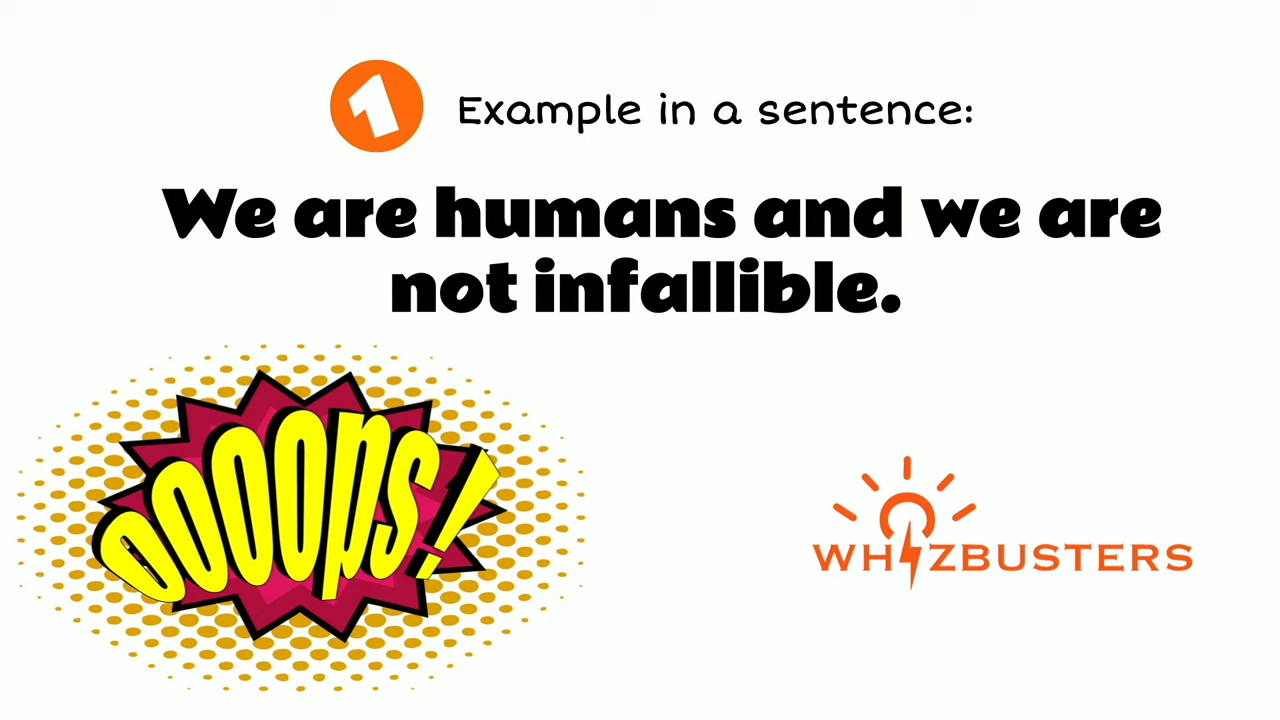 1 Example in a sentence:
We are humans and we are
not infallible.
oooops!
WHIZBUSTERS